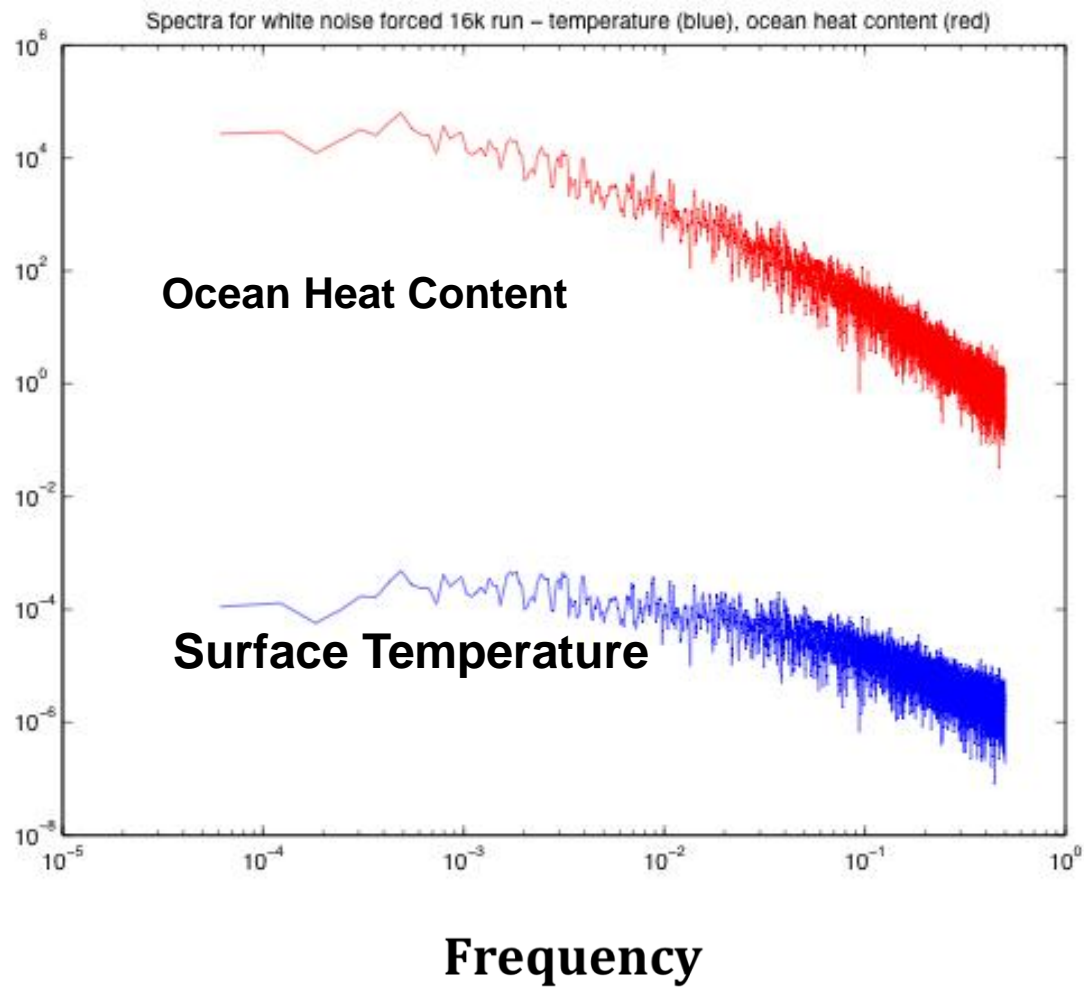 Spectra for white noise forced 16k run – temperature (blue), ocean heat content (red)
10^6
10^4
Ocean Heat Content
10^2
10^0
10^-2
10^-4
Surface Temperature
10^-6
10^-8
10^-5 10^-4 10^-3 10^-2 10^-1 10^0
Frequency